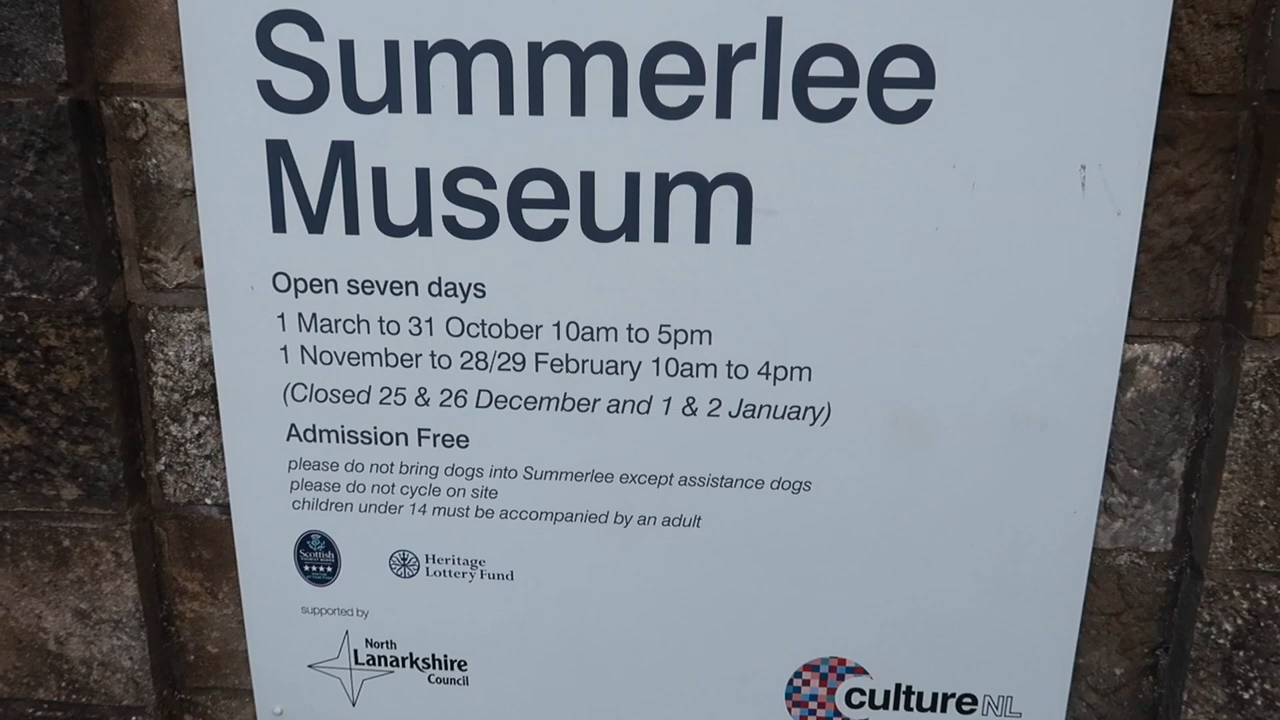 Summerlee
Museum
Open seven days
1 March to 31 October 10am to 5pm
1 November to 28/29 February 10am to 4pm
(Closed 25 & 26 December and 1 & 2 January)
Admission Free
please do not bring dogs into Summerlee except assistance dogs
please do not cycle on site
children under 14 must be accompanied by an adult
Scottish
Heritage
Lottery Fund
supported by
North
Lanarkshire
Council
culture NL